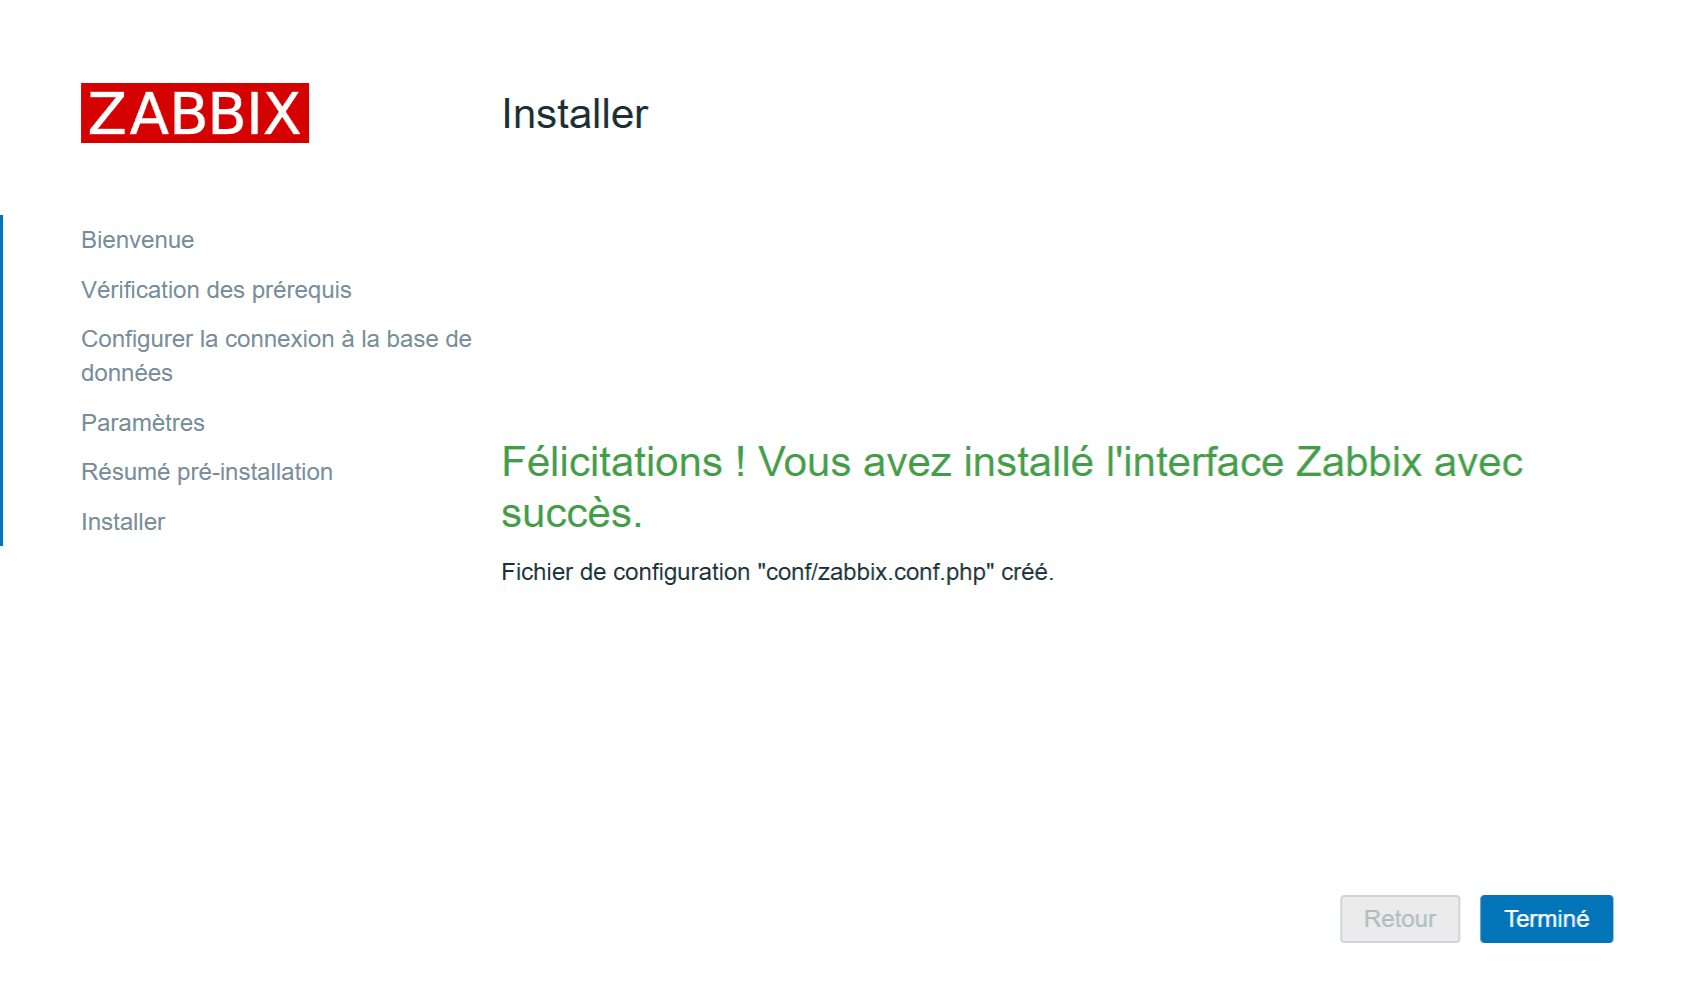 ZABBIX
Installer
Bienvenue
Vérification des prérequis
Configurer la connexion à la base de
données
Paramètres
Résumé pré-installation
Installer
Félicitations ! Vous avez installé l'interface Zabbix avec
succès.
Fichier de configuration "conf/zabbix.conf.php" créé.
Retour
Terminé